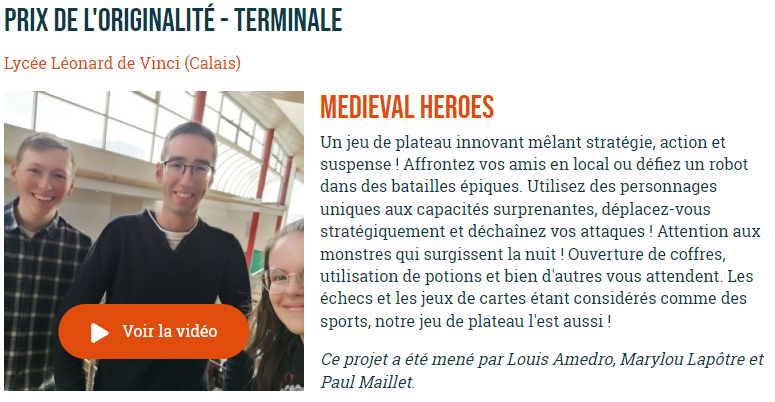 PRIX DE L'ORIGINALITÉ - TERMINALE
Lycée Léonard de Vinci (Calais)
MEDIEVAL HEROES
Un jeu de plateau innovant mêlant stratégie, action et
suspense ! Affrontez vos amis en local ou défiez un robot
dans des batailles épiques. Utilisez des personnages
uniques aux capacités surprenantes, déplacez-vous
stratégiquement et déchaînez vos attaques ! Attention aux
monstres qui surgissent la nuit ! Ouverture de coffres,
utilisation de potions et bien d'autres vous attendent. Les
échecs et les jeux de cartes étant considérés comme des
sports, notre jeu de plateau l'est aussi !
Ce projet a été mené par Louis Amedro, Marylou Lapôtre et
Paul Maillet.
Voir la vidéo